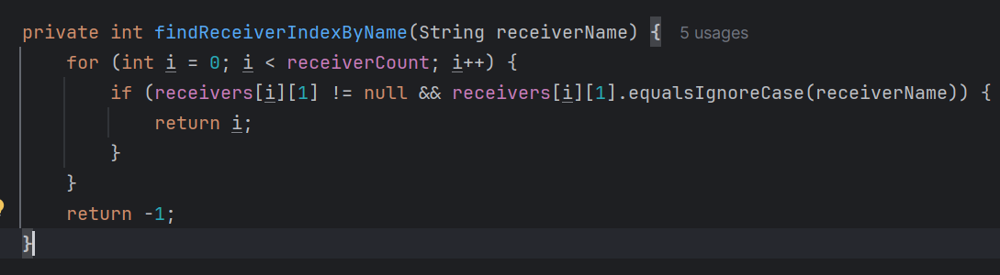 private int findReceiverIndexByName(String receiverName) { 5 usages
    for (int i = 0; i < receiverCount; i++) {
        if (receivers[i][1] != null && receivers[i][1].equalsIgnoreCase(receiverName)) {
            return i;
        }
    }
    return -1;
}